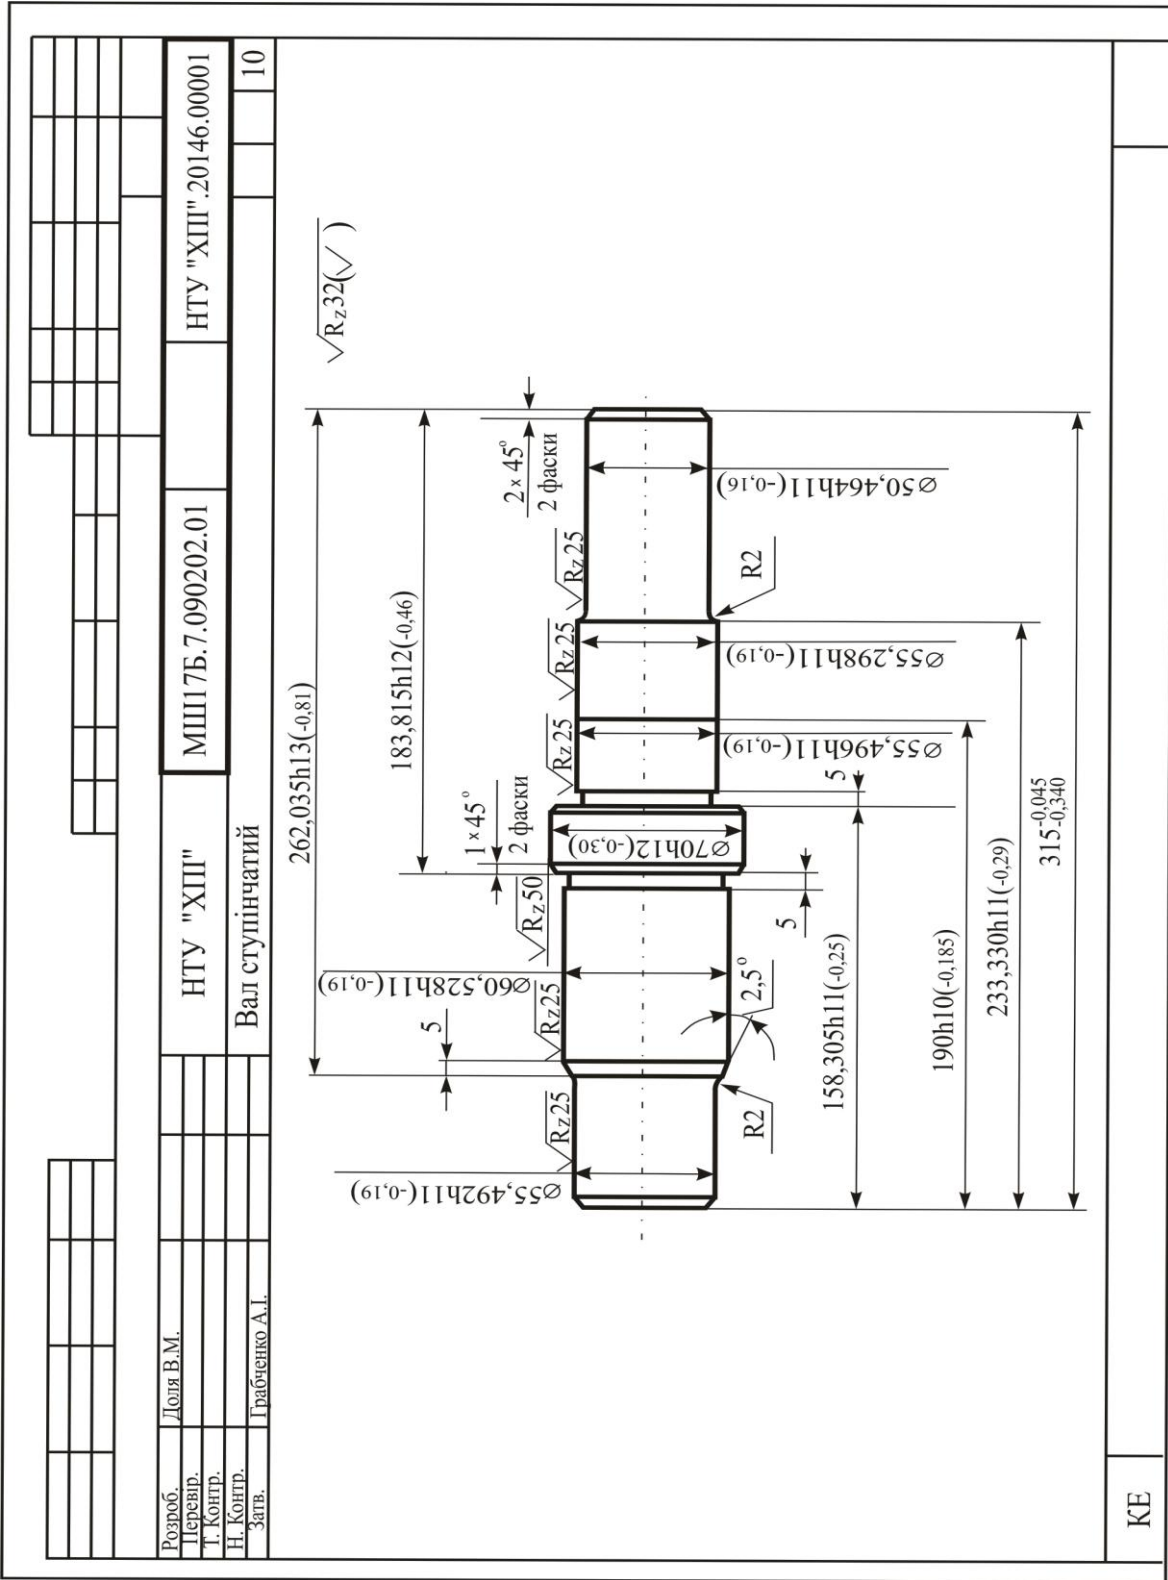 Розроб.
Доля В.М.
Перевір.
Т. Контр.
Н. Контр.
Затв.
Грабченко А.І.
НТУ "ХПІ"
МШ17Б.7.090202.01
НТУ "ХПІ".20146.00001
Вал ступінчатий
10
√Rz32(√ )
262,035h13(-0,81)
183,815h12(-0,46)
1×45°
2 фаски
2×45°
2 фаски
5
Rz25
Rz25
Rz50
Rz25
Rz25
Rz25
⌀55,492h11(-0,19)
⌀60,528h11(-0,19)
⌀70h12(-0,30)
⌀55,496h11(-0,19)
⌀55,298h11(-0,19)
⌀50,464h11(-0,16)
R2
2,5°
5
5
R2
158,305h11(-0,25)
190h10(-0,185)
233,330h11(-0,29)
315-0,045
-0,340
КЕ